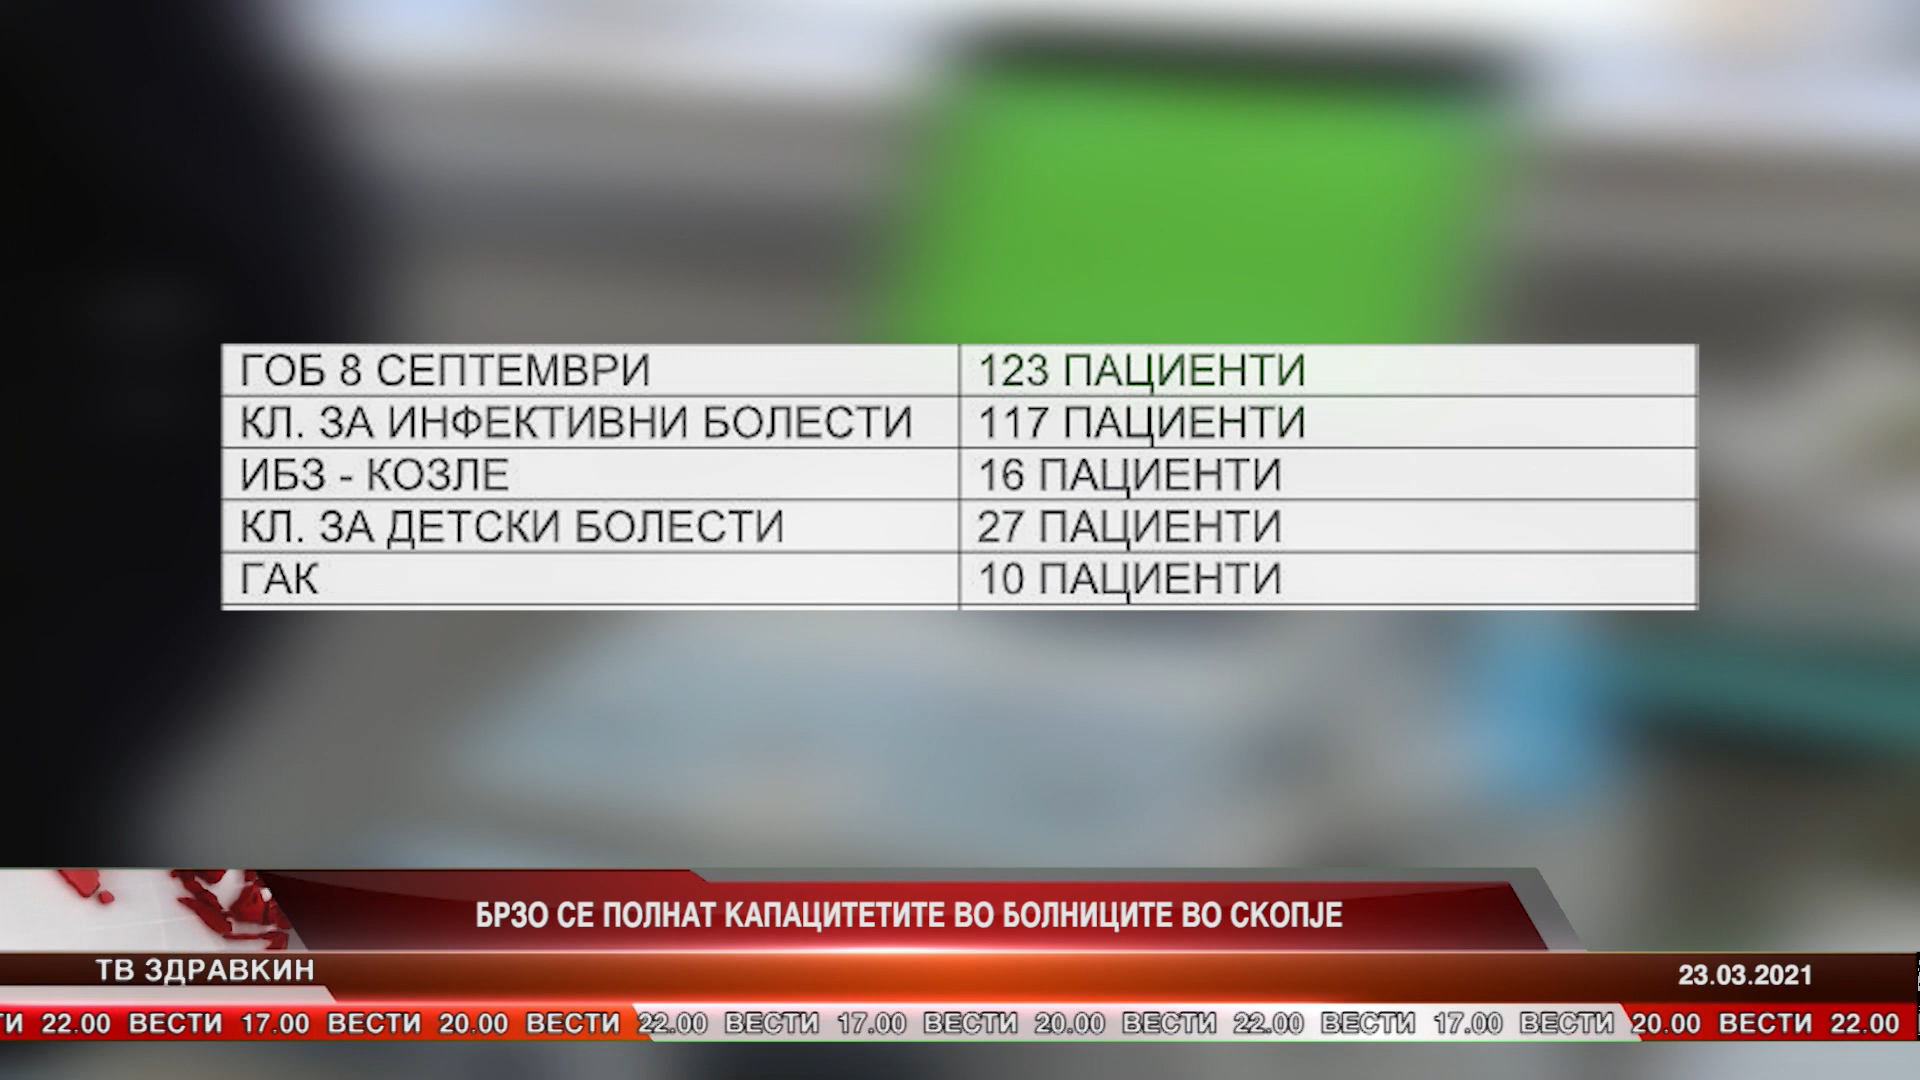 ГОБ 8 СЕПТЕМВРИ 123 ПАЦИЕНТИ
КЛ. ЗА ИНФЕКТИВНИ БОЛЕСТИ 117 ПАЦИЕНТИ
ИБЗ - КОЗЛЕ 16 ПАЦИЕНТИ
КЛ. ЗА ДЕТСКИ БОЛЕСТИ 27 ПАЦИЕНТИ
ГАК 10 ПАЦИЕНТИ
БРЗО СЕ ПОЛНАТ КАПАЦИТЕТИТЕ ВО БОЛНИЦИТЕ ВО СКОПЈЕ
ТВ ЗДРАВКИН 23.03.2021
ТИ 22.00 ВЕСТИ 17.00 ВЕСТИ 20.00 ВЕСТИ 22.00 ВЕСТИ 17.00 ВЕСТИ 20.00 ВЕСТИ 22.00 ВЕСТИ 17.00 ВЕСТИ 20.00 ВЕСТИ 22.00